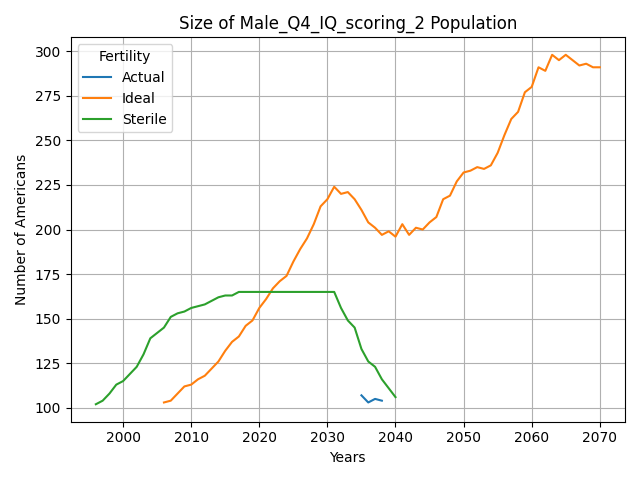 Size of Male_Q4_IQ_scoring_2 Population
Fertility
Actual
Ideal
Sterile
Number of Americans
300
275
250
225
200
175
150
125
100
2000 2010 2020 2030 2040 2050 2060 2070
Years